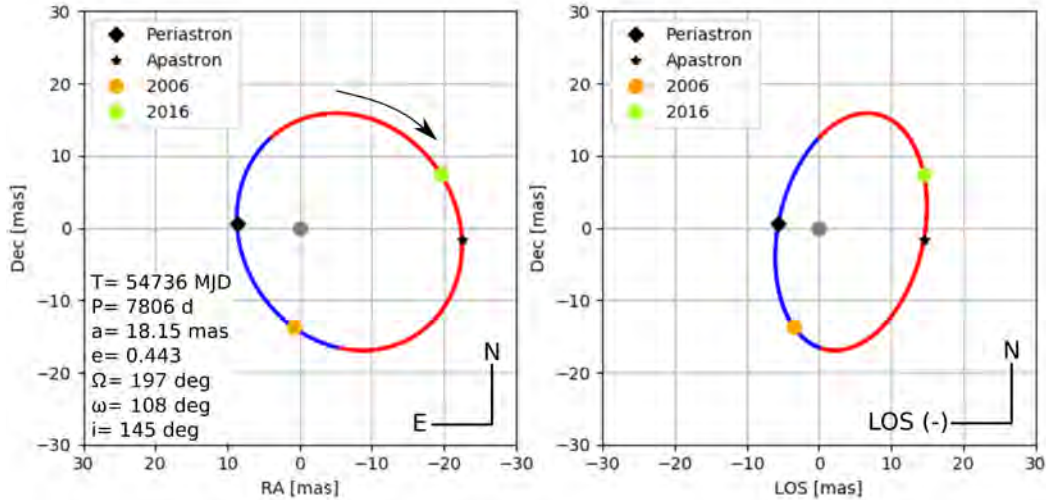 30
20
10
0
−10
−20
−30
Dec [mas]
Periastron
Apastron
2006
2016
T= 54736 MJD
P= 7806 d
a= 18.15 mas
e= 0.443
Ω= 197 deg
ω= 108 deg
i= 145 deg
N
E
30 20 10 0 −10 −20 −30
RA [mas]
30
20
10
0
−10
−20
−30
Dec [mas]
Periastron
Apastron
2006
2016
N
LOS (-)
−30 −20 −10 0 10 20 30
LOS [mas]